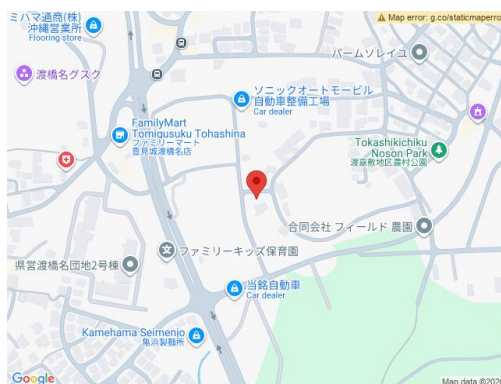 ミハマ通商(株)
沖縄営業所
Flooring store
Map error: g.co/staticmaperro
パームソレイユ
渡橋名グスク
ソニックオートモービル
自動車整備工場
Car dealer
FamilyMart
Tomigusuku Tohashina
ファミリーマート
豊見城渡橋名店
Tokashikichiku
Noson Park
渡嘉敷地区農村公園
合同会社 フィールド 農園
ファミリーキッズ保育園
県営渡橋名団地2号棟
当銘自動車
Car dealer
Kamehama Seimenjo
亀浜製麺所
Google
Map data ©202